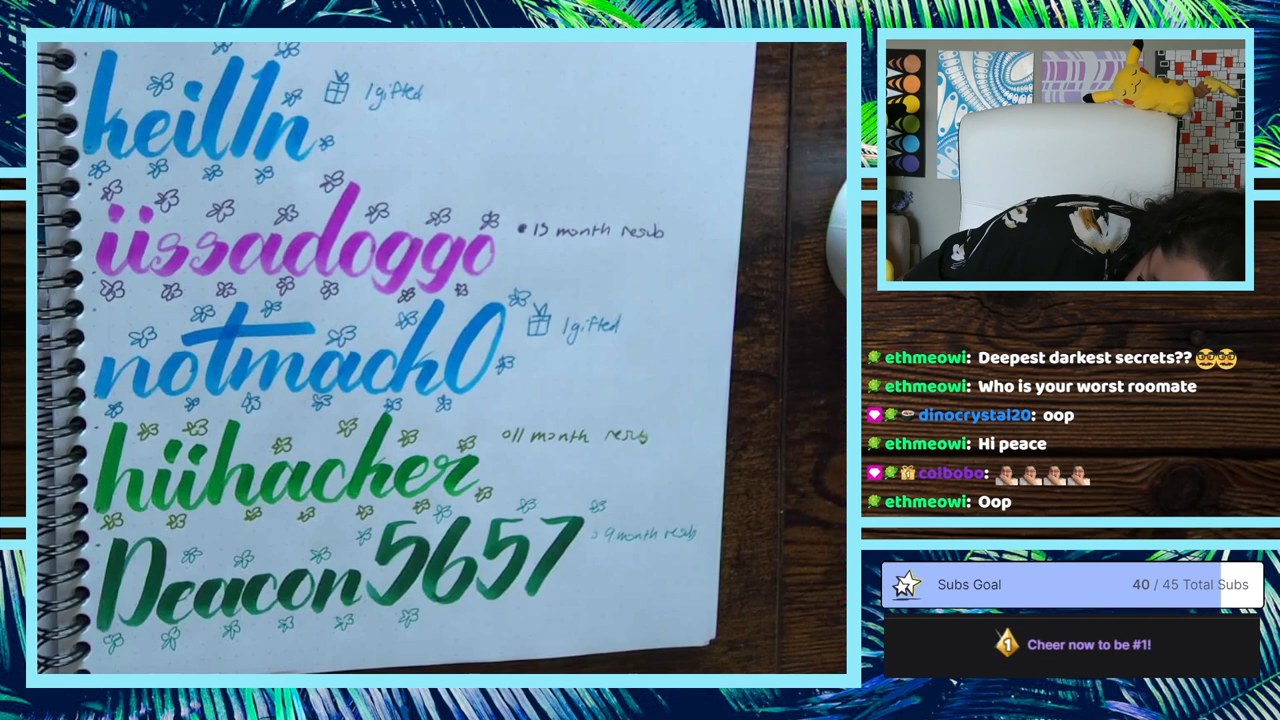 keil1n 1 gifted
iissadoggo 15 month resub
notmack0 1 gifted
hiihacker 11 month resub
Deacon5657 9 month resub
ethmeowi: Deepest darkest secrets??
ethmeowi: Who is your worst roomate
dinocrystal20: oop
ethmeowi: Hi peace
colbobo:
ethmeowi: Oop
Subs Goal 40 / 45 Total Subs
1 Cheer now to be #1!